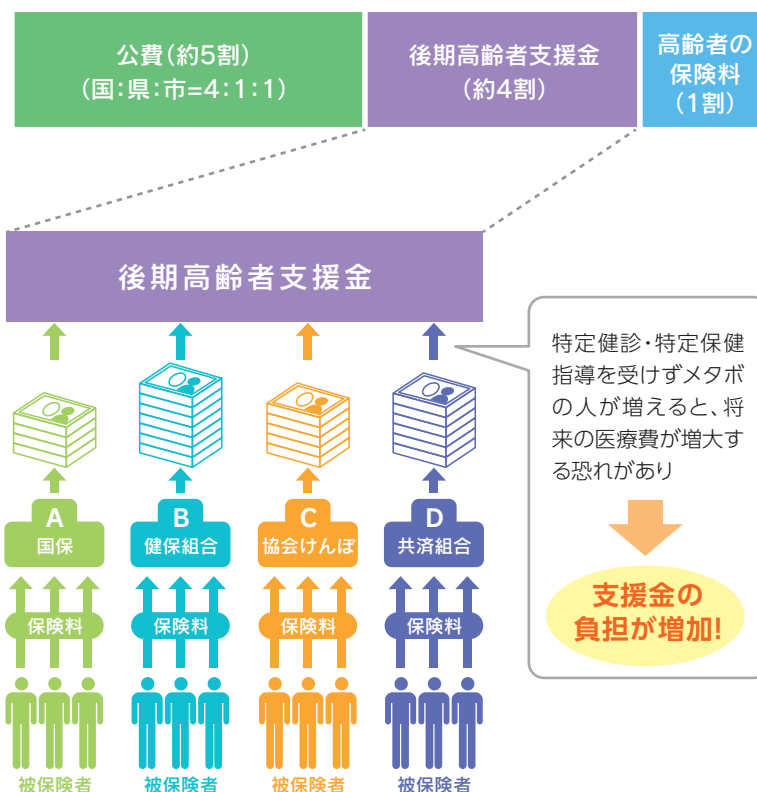 公費(約5割)
(国:県:市=4:1:1)
後期高齢者支援金
(約4割)
高齢者の
保険料
(1割)
後期高齢者支援金
特定健診・特定保健
指導を受けずメタボ
の人が増えると、将
来の医療費が増大す
る恐れがあり
支援金の
負担が増加!
A
国保
B
健保組合
C
協会けんぽ
D
共済組合
保険料
保険料
保険料
保険料
被保険者
被保険者
被保険者
被保険者